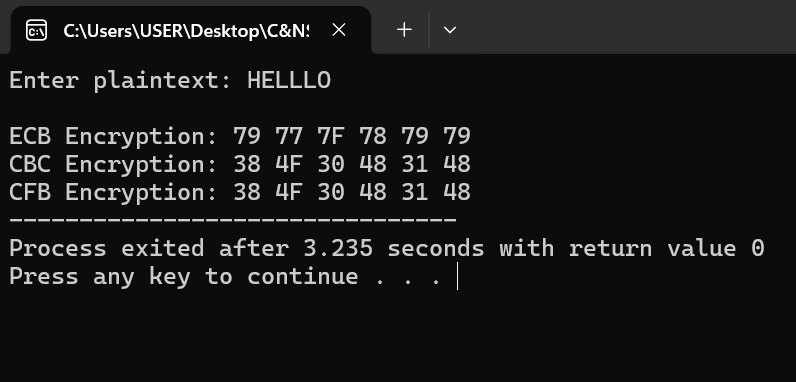 C:\Users\USER\Desktop\C&NS
Enter plaintext: HELLLO
ECB Encryption: 79 77 7F 78 79 79
CBC Encryption: 38 4F 30 48 31 48
CFB Encryption: 38 4F 30 48 31 48
--------------------------------
Process exited after 3.235 seconds with return value 0
Press any key to continue . . .